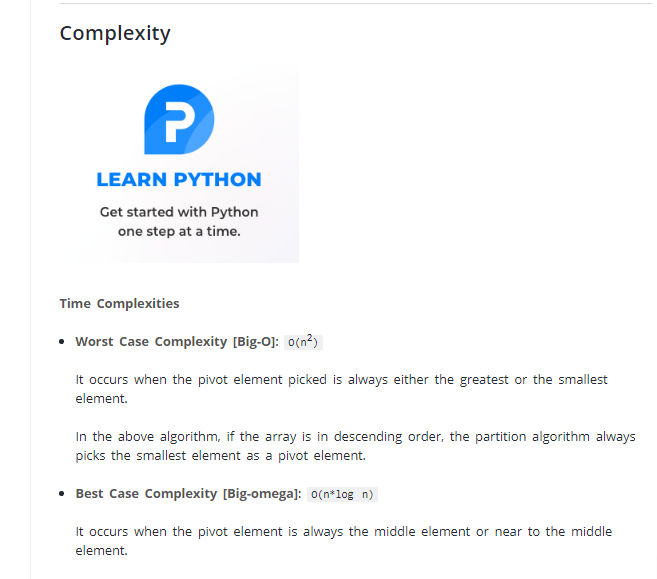 Complexity
P
LEARN PYTHON
Get started with Python
one step at a time.
Time Complexities
Worst Case Complexity [Big-O]: O(n²)
It occurs when the pivot element picked is always either the greatest or the smallest
element.
In the above algorithm, if the array is in descending order, the partition algorithm always
picks the smallest element as a pivot element.
Best Case Complexity [Big-omega]: O(n*log n)
It occurs when the pivot element is always the middle element or near to the middle
element.